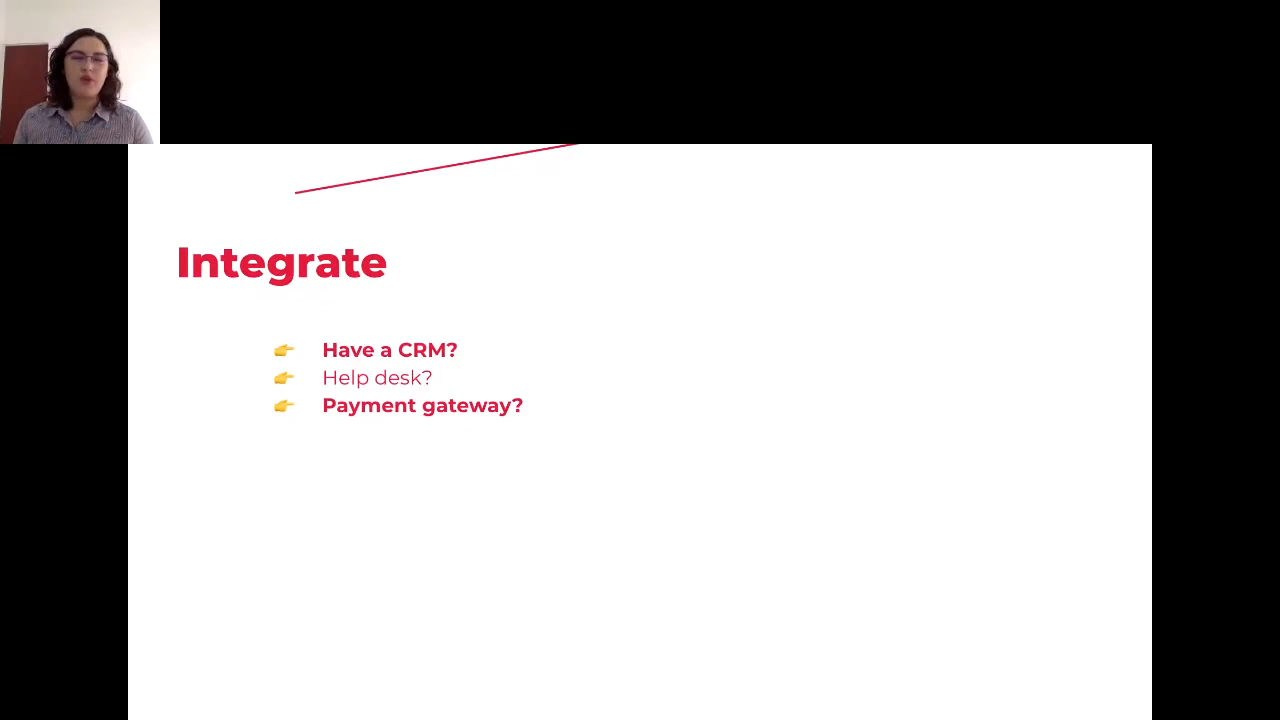 Integrate
👉 Have a CRM?
👉 Help desk?
👉 Payment gateway?